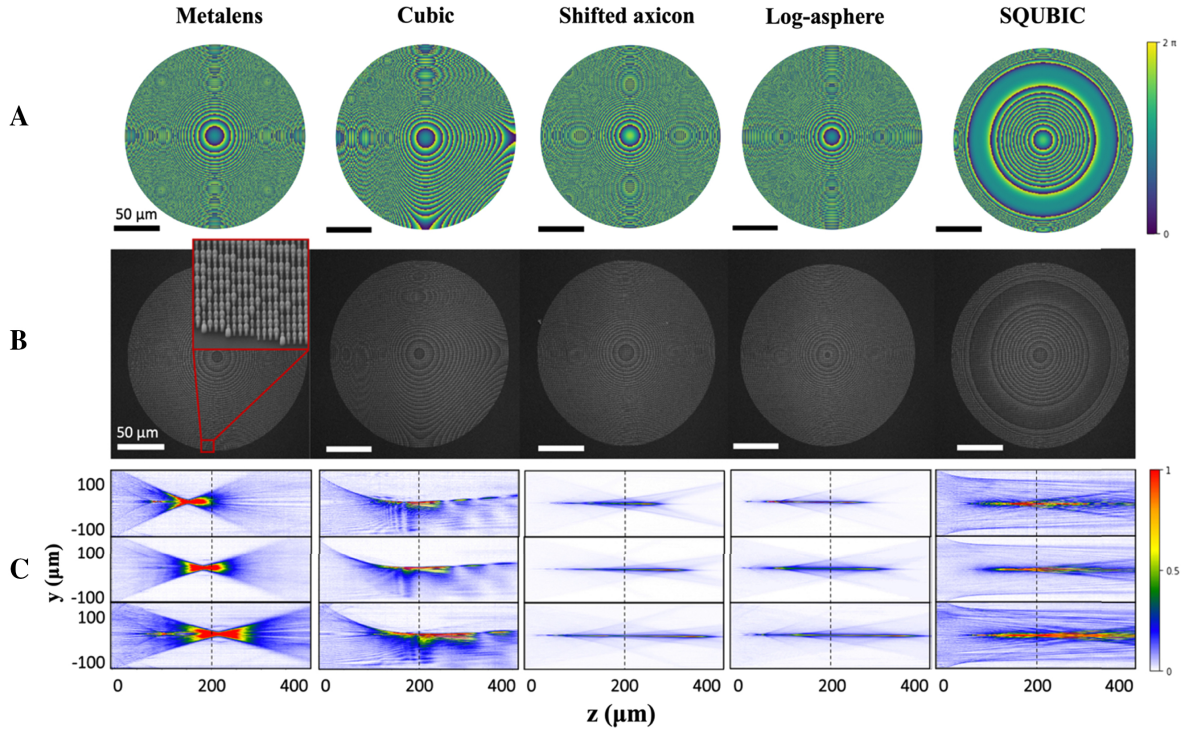 Metalens Cubic Shifted axicon Log-asphere SQUBIC
A
2 π
0
50 μm
B
50 μm
C
y (μm)
100
-100
100
-100
100
-100
1
0.5
0
0 200 400 0 200 400 0 200 400 0 200 400 0 200 400
z (μm)